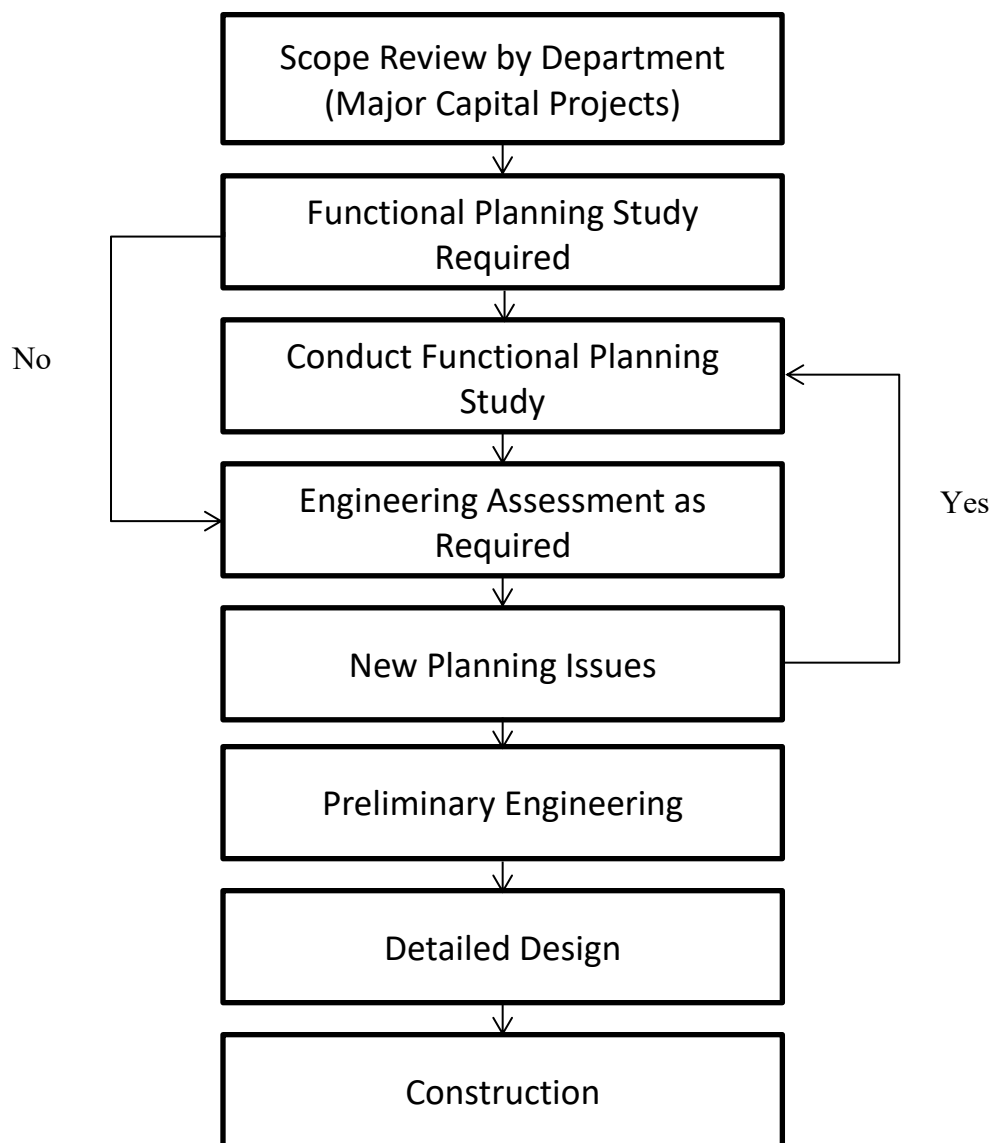 Scope Review by Department
(Major Capital Projects)
Functional Planning Study
Required
No
Conduct Functional Planning
Study
Engineering Assessment as
Required
Yes
New Planning Issues
Preliminary Engineering
Detailed Design
Construction